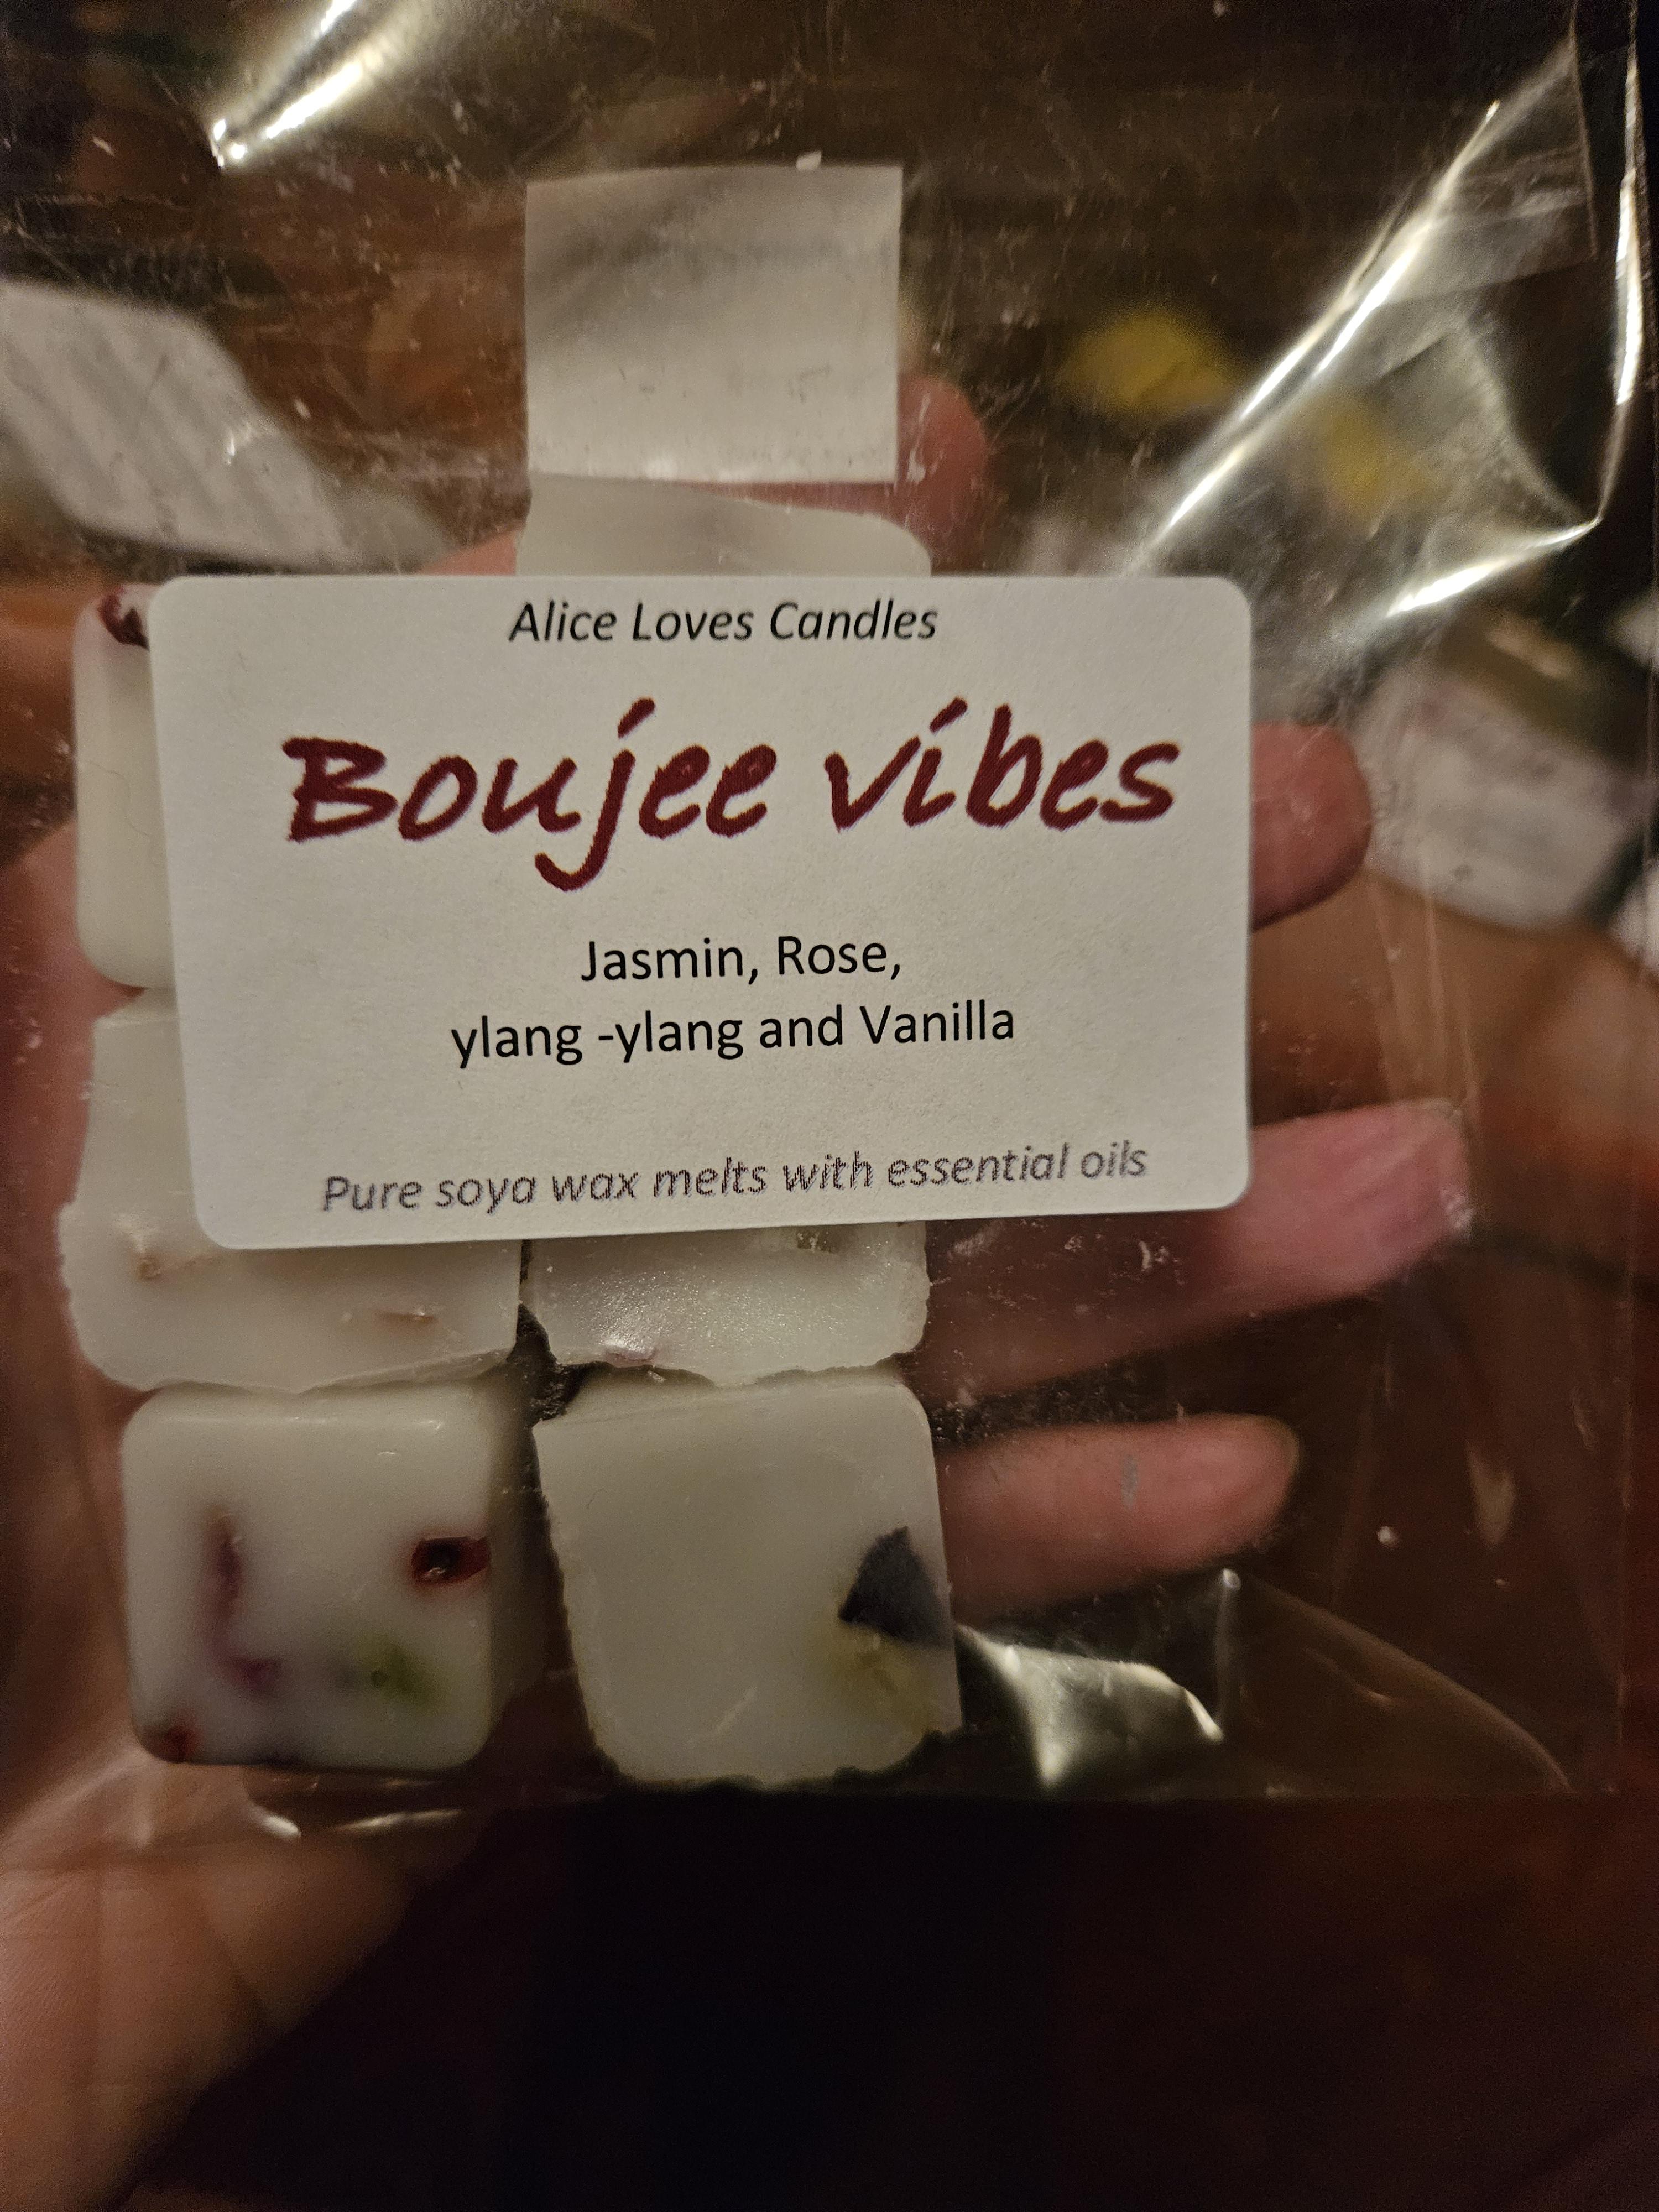 Alice Loves Candles
Boujee vibes
Jasmin, Rose,
ylang -ylang and Vanilla
Pure soya wax melts with essential oils